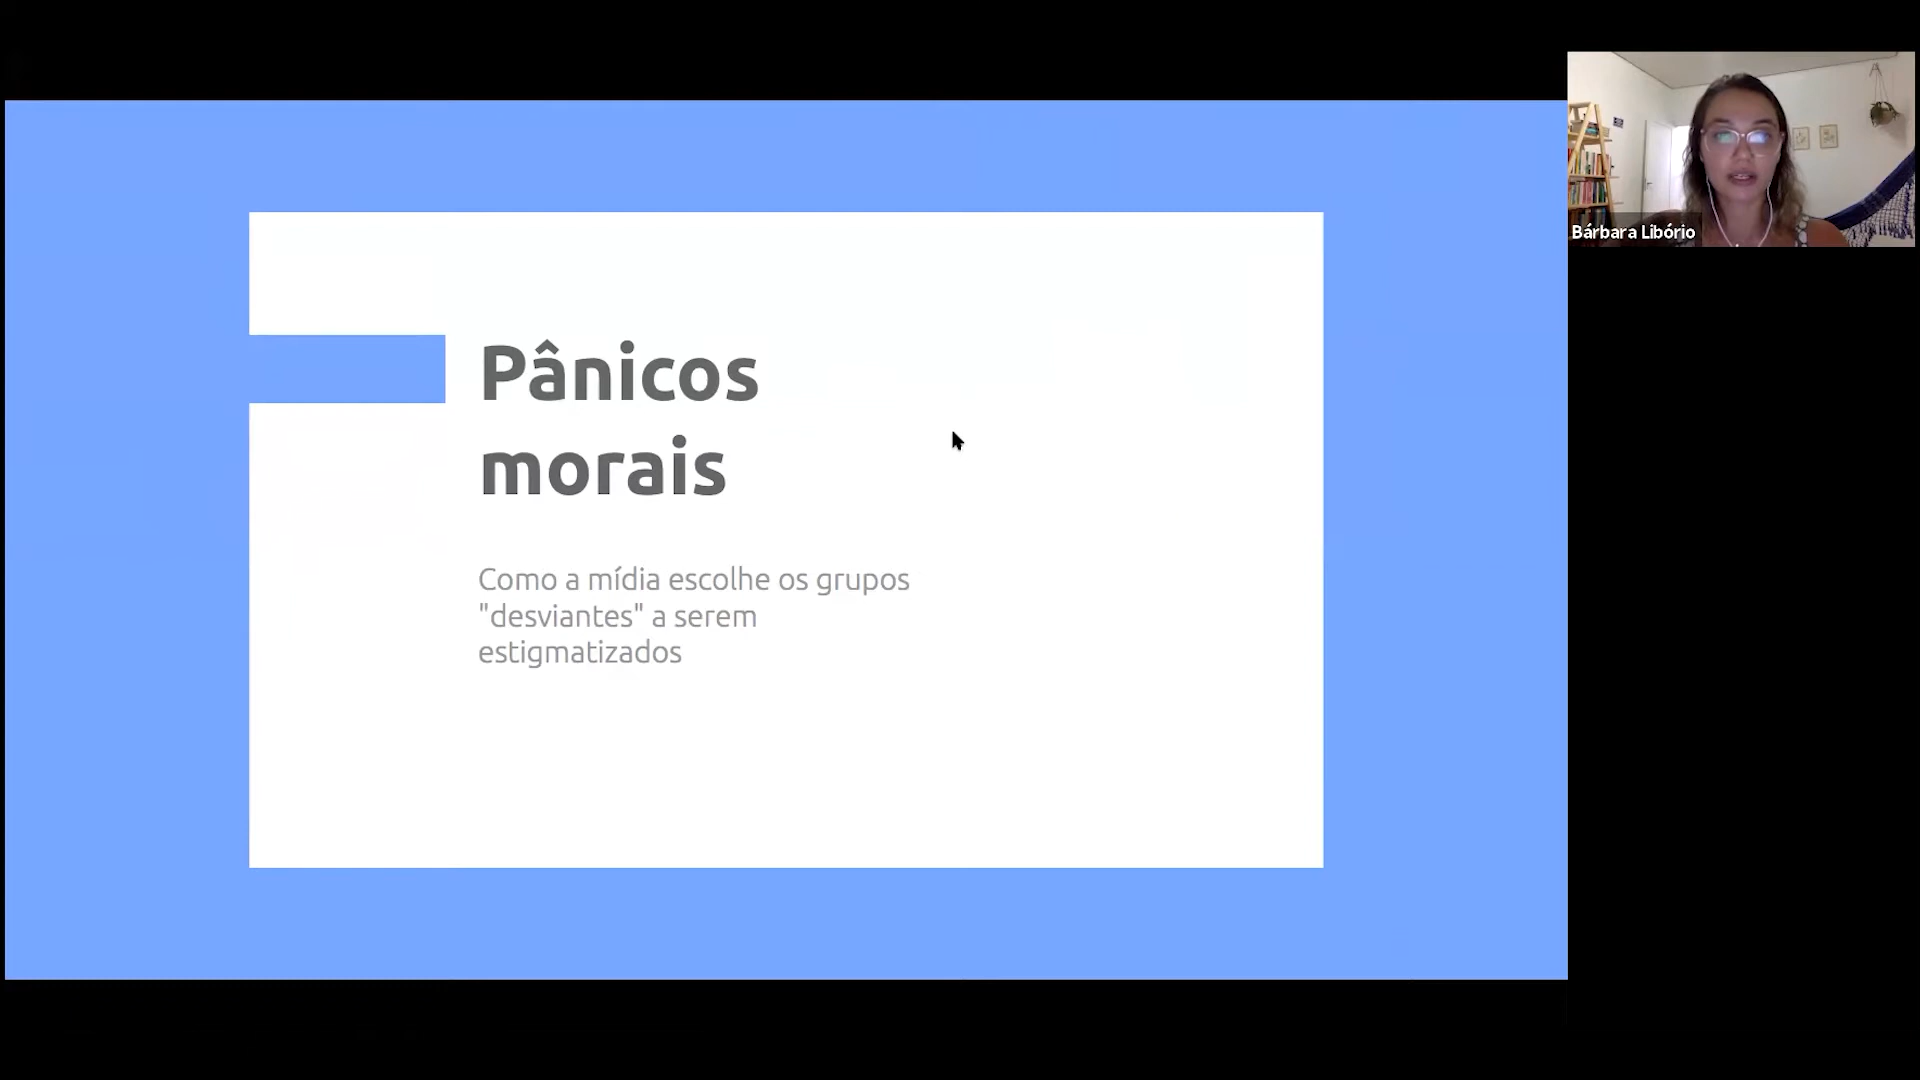 Pânicos
morais
Como a mídia escolhe os grupos
"desviantes" a serem
estigmatizados
Bárbara Libório